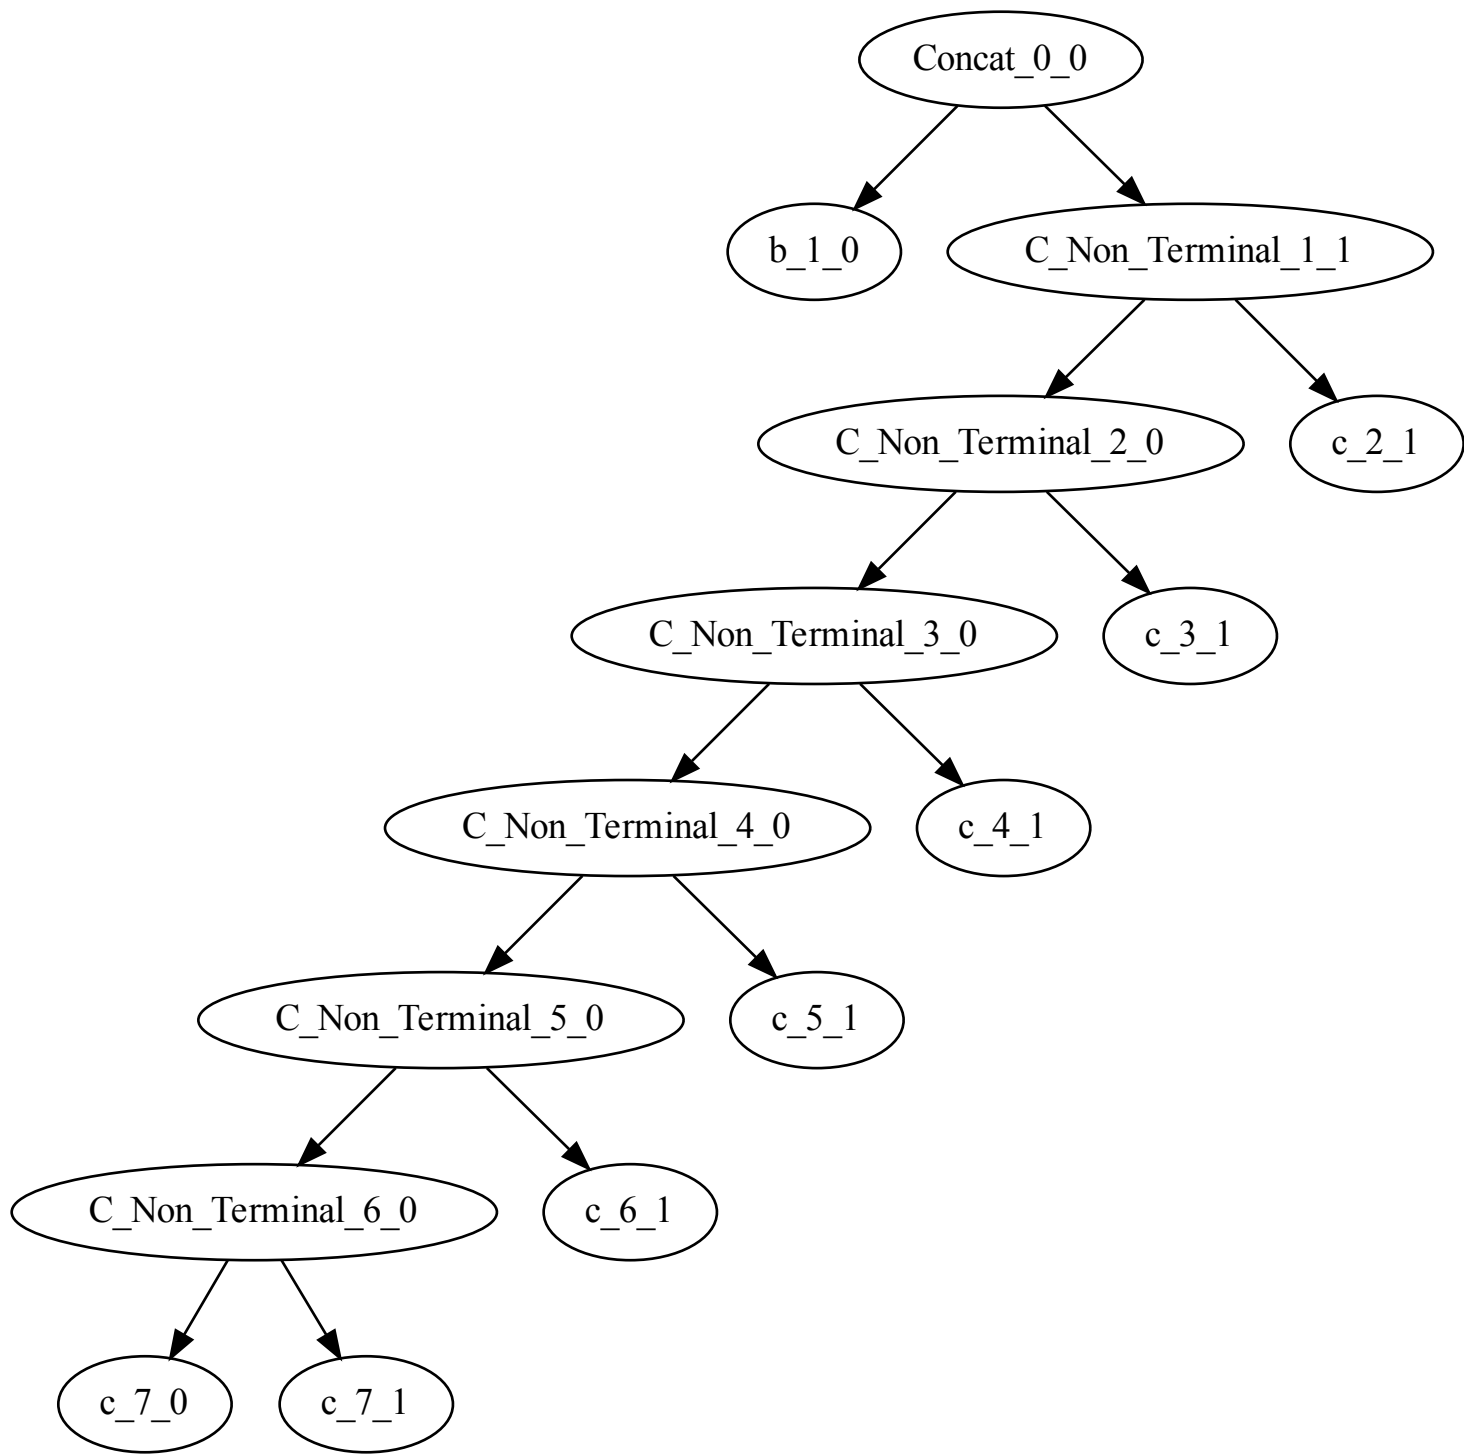 Concat_0_0
b_1_0
C_Non_Terminal_1_1
C_Non_Terminal_2_0
c_2_1
C_Non_Terminal_3_0
c_3_1
C_Non_Terminal_4_0
c_4_1
C_Non_Terminal_5_0
c_5_1
C_Non_Terminal_6_0
c_6_1
c_7_0
c_7_1